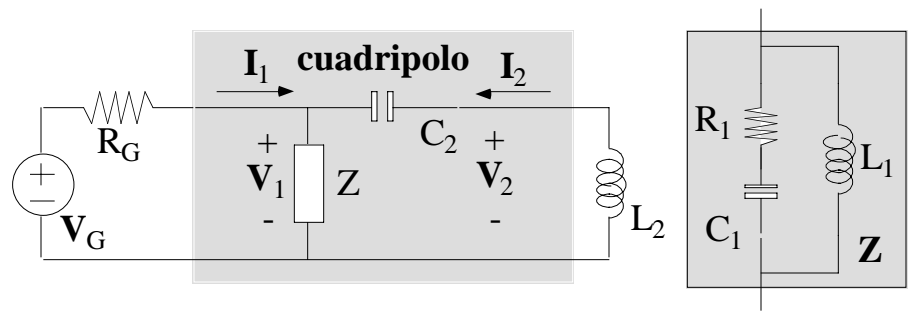 cuadripolo
I1 I2
RG
C2
+ V1 -
Z
+ V2 -
+ -
VG
L2
R1
L1
C1
Z